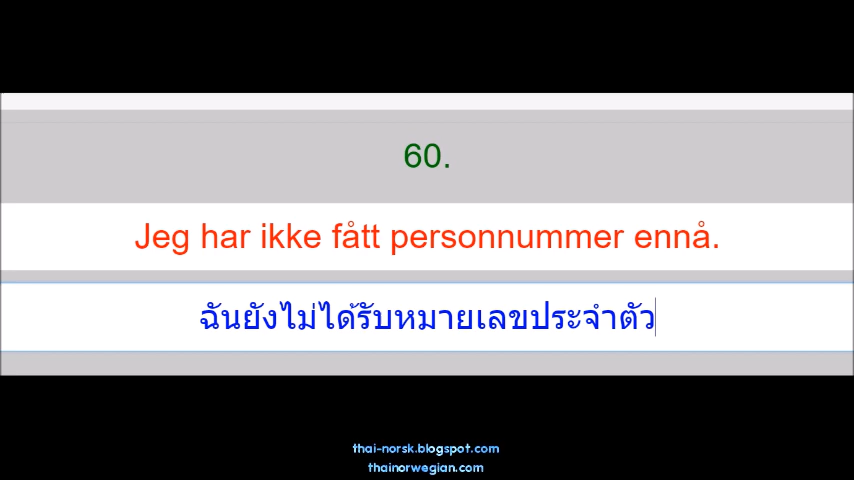 60.
Jeg har ikke fått personnummer ennå.
ฉันยังไม่ได้รับหมายเลขประจำตัว
thai-norsk.blogspot.com
thainorwegian.com